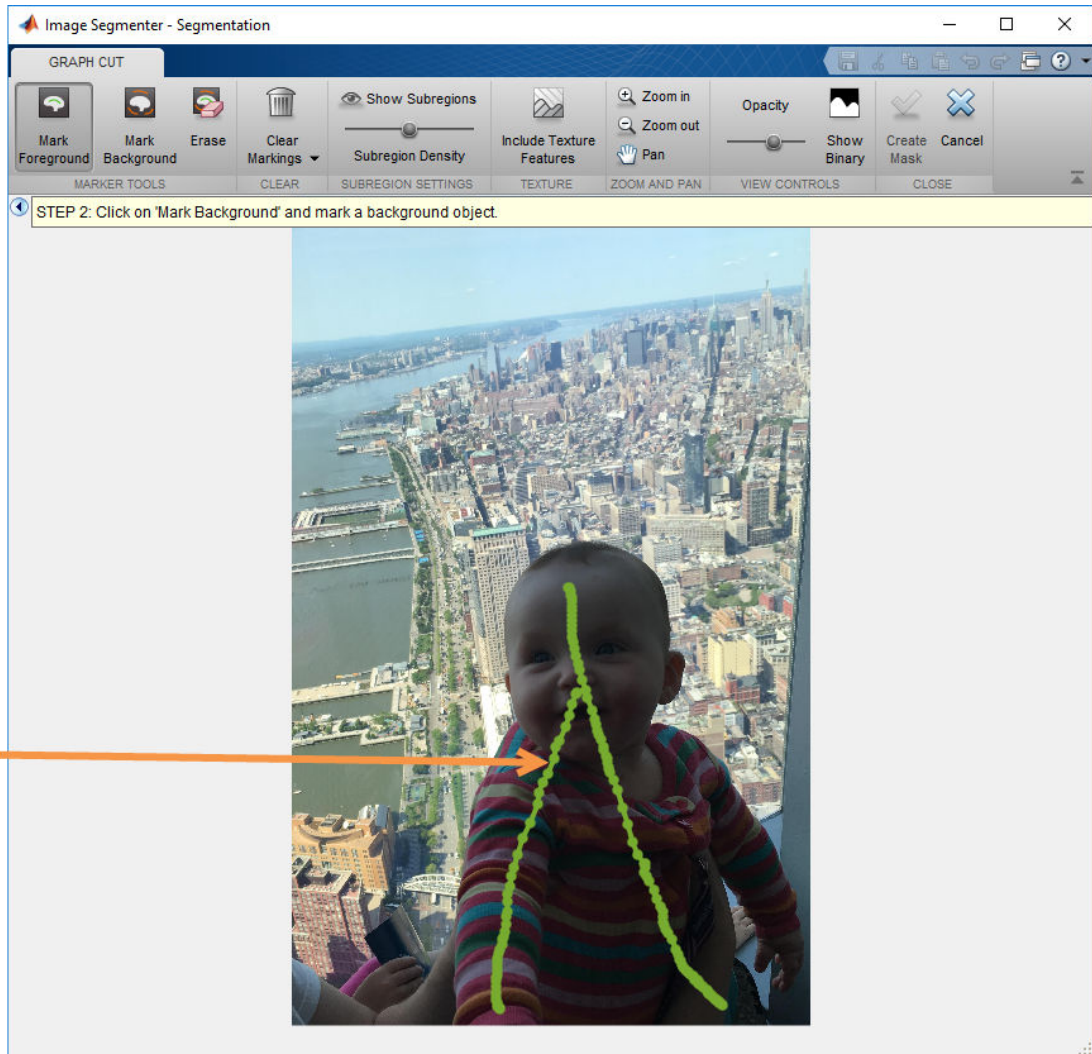 Image Segmenter - Segmentation
GRAPH CUT
Mark Foreground
Mark Background
Erase
Clear Markings
Show Subregions
Subregion Density
Include Texture Features
Zoom in
Zoom out
Pan
Opacity
Show Binary
Create Mask
Cancel
MARKER TOOLS
CLEAR
SUBREGION SETTINGS
TEXTURE
ZOOM AND PAN
VIEW CONTROLS
CLOSE
STEP 2: Click on 'Mark Background' and mark a background object.